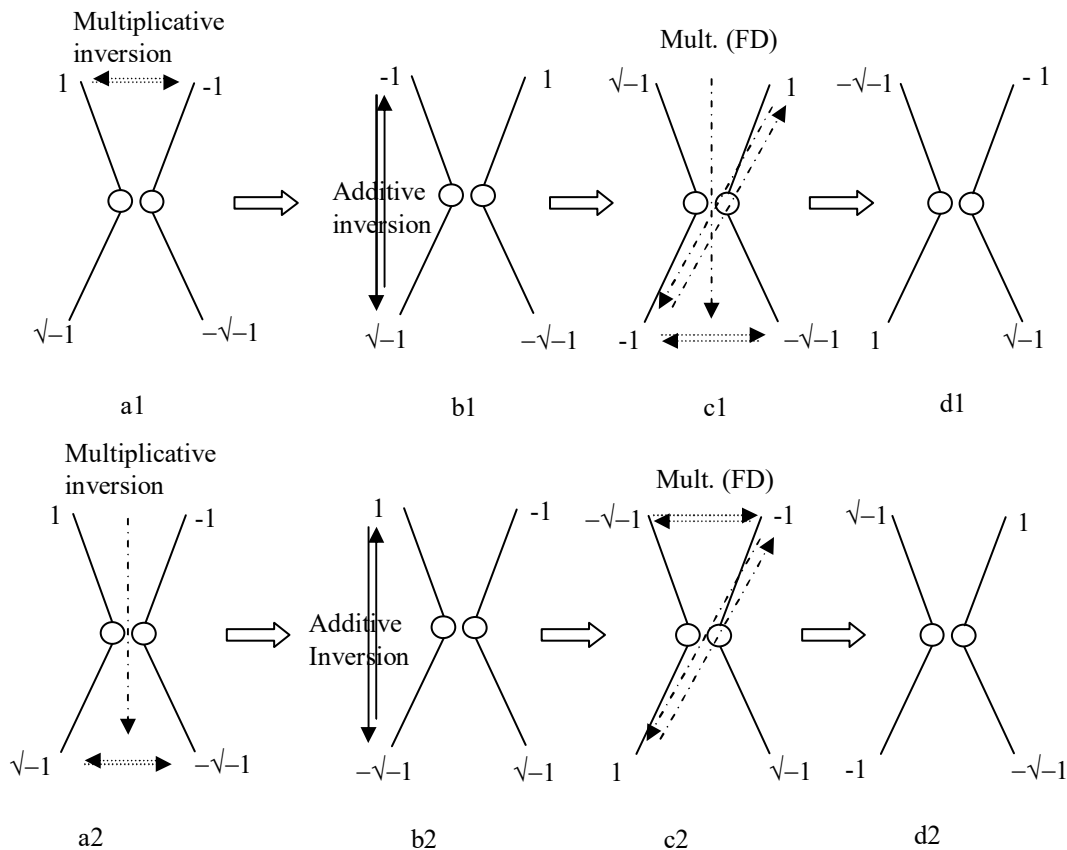 Multiplicative
inversion
1 -1
√–1 –√–1
a1
-1 1
Additive
inversion
√–1 –√–1
b1
Mult. (FD)
√–1 1
-1 –√–1
c1
–√–1 - 1
1 √–1
d1
Multiplicative
inversion
1 -1
√–1 –√–1
a2
1 -1
Additive
Inversion
–√–1 √–1
b2
Mult. (FD)
–√–1 -1
1 √–1
c2
√–1 1
-1 –√–1
d2